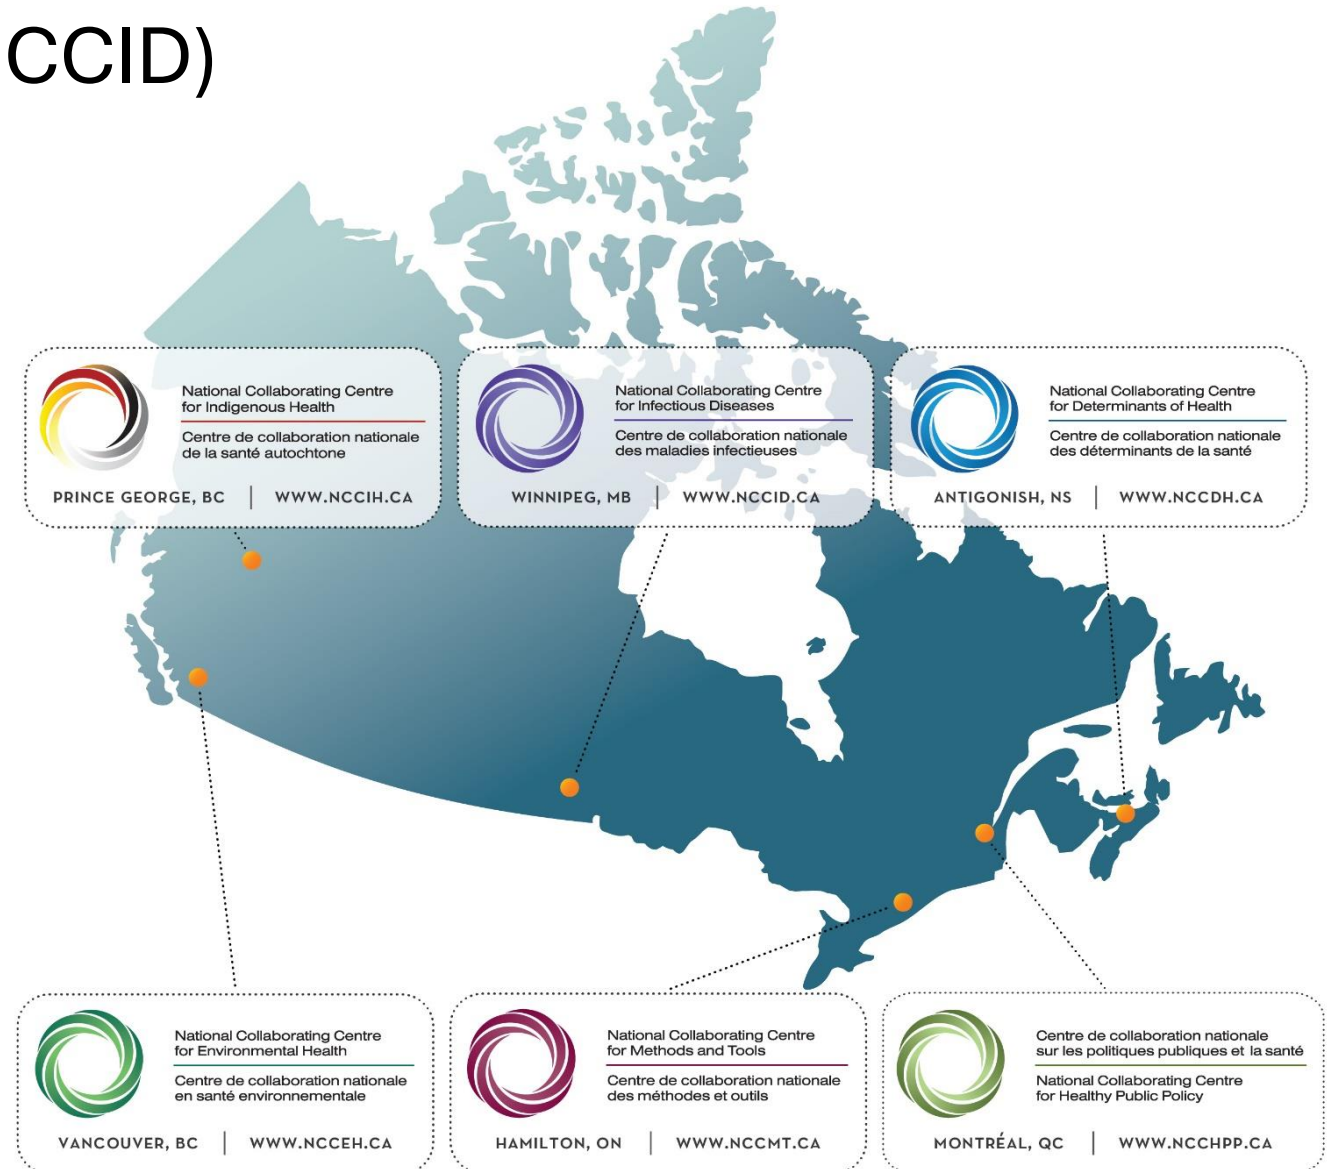 CCID)
National Collaborating Centre
for Indigenous Health
Centre de collaboration nationale
de la santé autochtone
PRINCE GEORGE, BC | WWW.NCCIH.CA
National Collaborating Centre
for Infectious Diseases
Centre de collaboration nationale
des maladies infectieuses
WINNIPEG, MB | WWW.NCCID.CA
National Collaborating Centre
for Determinants of Health
Centre de collaboration nationale
des déterminants de la santé
ANTIGONISH, NS | WWW.NCCDH.CA
National Collaborating Centre
for Environmental Health
Centre de collaboration nationale
en santé environnementale
VANCOUVER, BC | WWW.NCCEH.CA
National Collaborating Centre
for Methods and Tools
Centre de collaboration nationale
des méthodes et outils
HAMILTON, ON | WWW.NCCMT.CA
Centre de collaboration nationale
sur les politiques publiques et la santé
National Collaborating Centre
for Healthy Public Policy
MONTRÉAL, QC | WWW.NCCHPP.CA